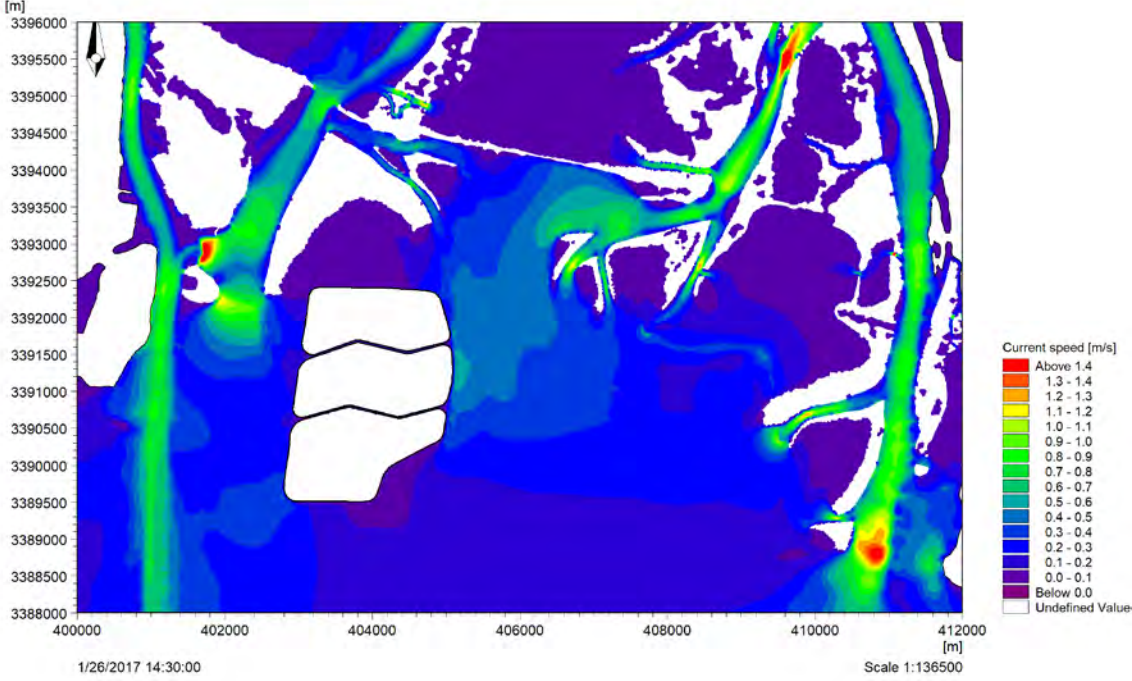 [m]
3396000
3395500
3395000
3394500
3394000
3393500
3393000
3392500
3392000
3391500
3391000
3390500
3390000
3389500
3389000
3388500
3388000
400000 402000 404000 406000 408000 410000 412000
[m]
Current speed [m/s]
Above 1.4
1.3 - 1.4
1.2 - 1.3
1.1 - 1.2
1.0 - 1.1
0.9 - 1.0
0.8 - 0.9
0.7 - 0.8
0.6 - 0.7
0.5 - 0.6
0.4 - 0.5
0.3 - 0.4
0.2 - 0.3
0.1 - 0.2
0.0 - 0.1
Below 0.0
Undefined Value
1/26/2017 14:30:00 Scale 1:136500